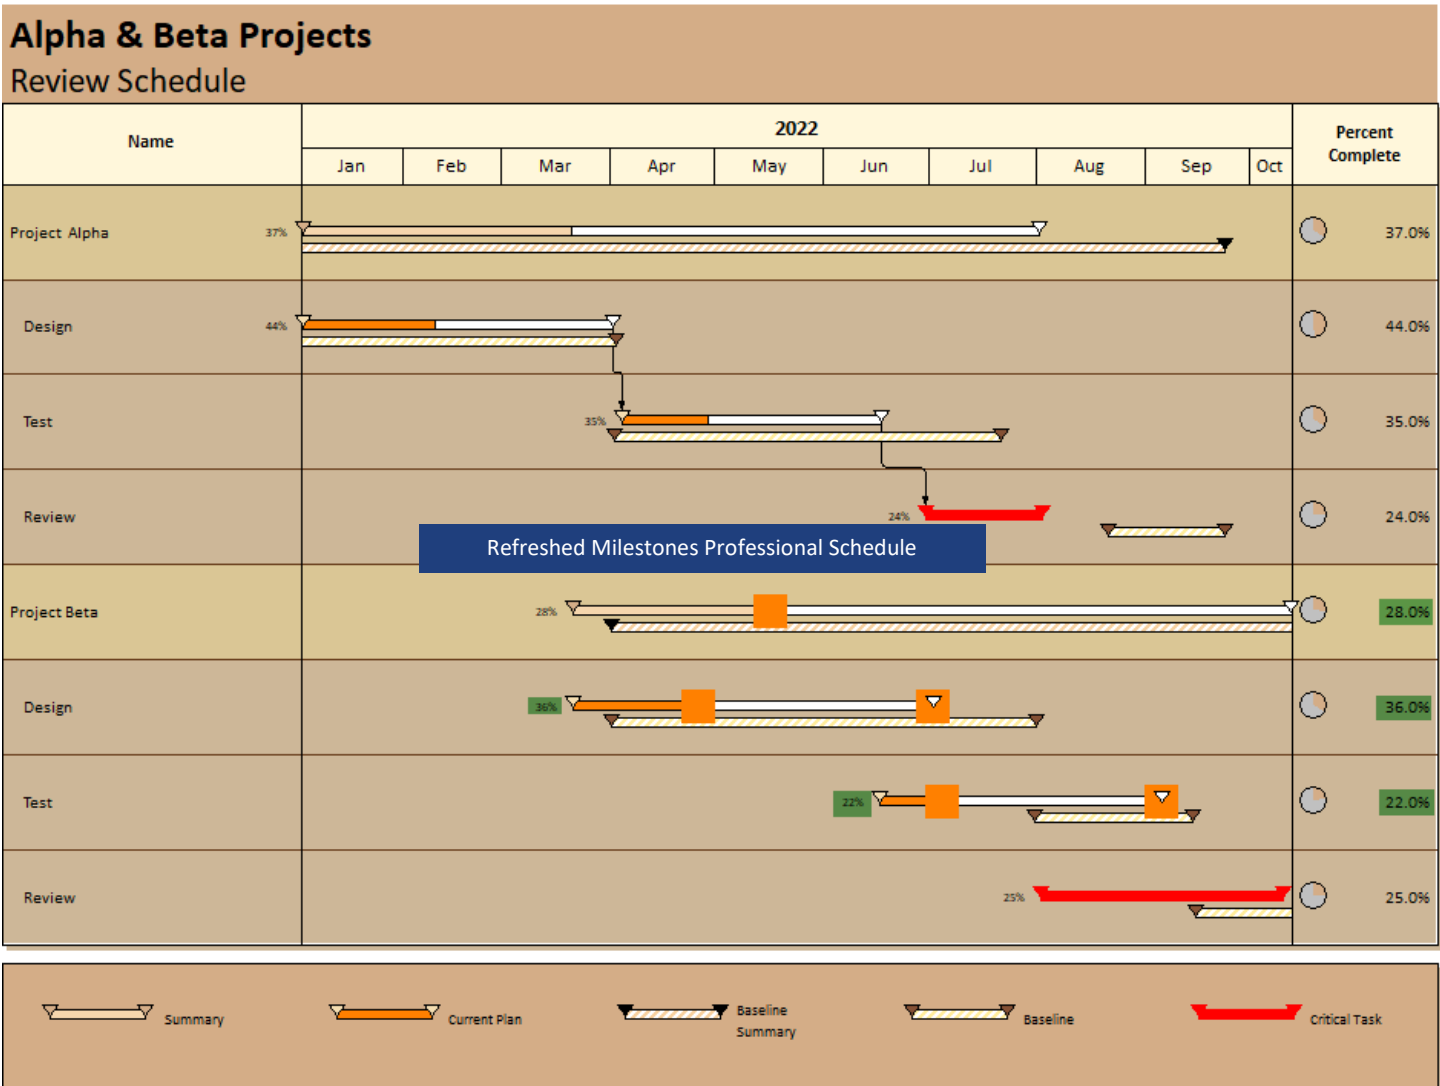 Alpha & Beta Projects
Review Schedule
Name
2022
Percent
Complete
Jan Feb Mar Apr May Jun Jul Aug Sep Oct
Project Alpha 37% 37.0%
Design 44% 44.0%
Test 35% 35.0%
Review 24% 24.0%
Refreshed Milestones Professional Schedule
Project Beta 28% 28.0%
Design 36% 36.0%
Test 22% 22.0%
Review 25% 25.0%
Summary
Current Plan
Baseline
Summary
Baseline
Critical Task